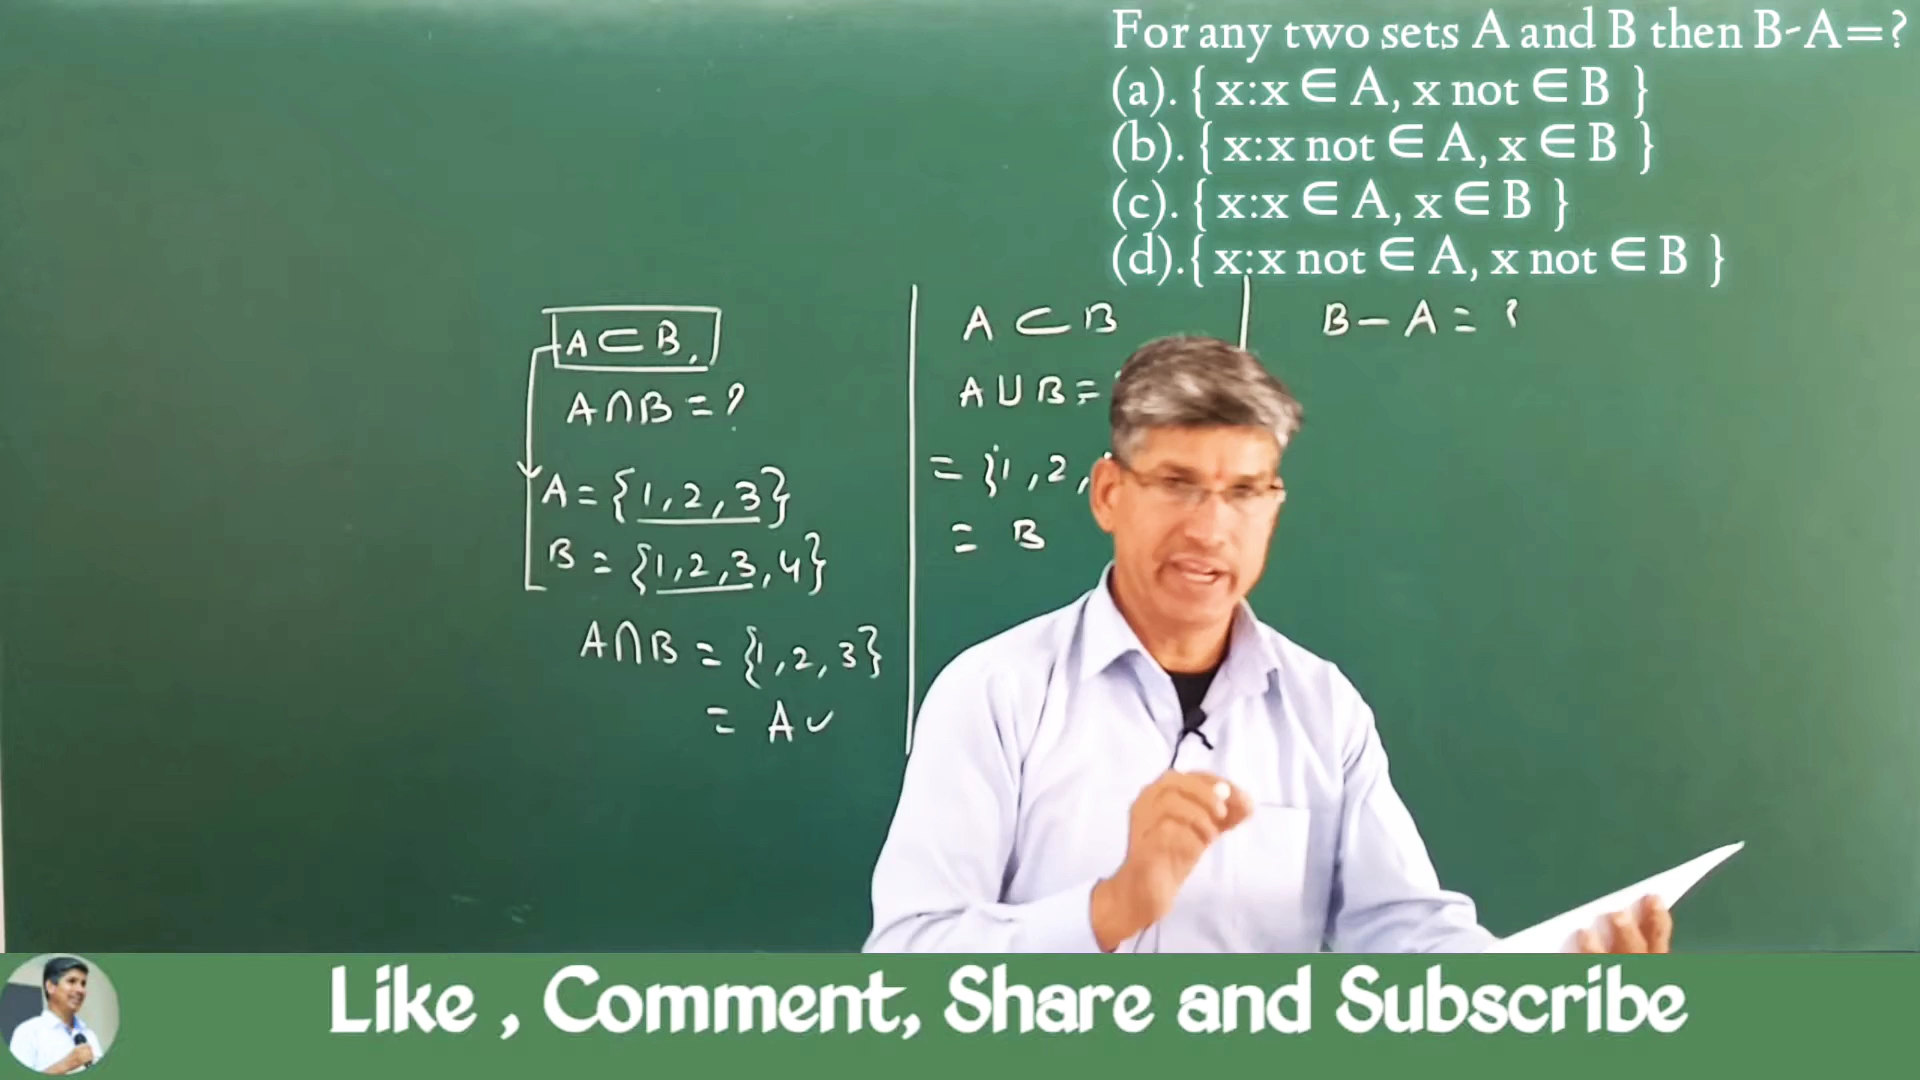 For any two sets A and B then B-A=?
(a). { x:x ∈ A, x not ∈ B }
(b). { x:x not ∈ A, x ∈ B }
(c). { x:x ∈ A, x ∈ B }
(d).{ x:x not ∈ A, x not ∈ B }
A ⊂ B,
A ∩ B = ?
A = {1, 2, 3}
B = {1, 2, 3, 4}
A ∩ B = {1, 2, 3}
= A ✓
A ⊂ B
A ∪ B =
= {1, 2,
= B
B - A = ?
Like , Comment, Share and Subscribe